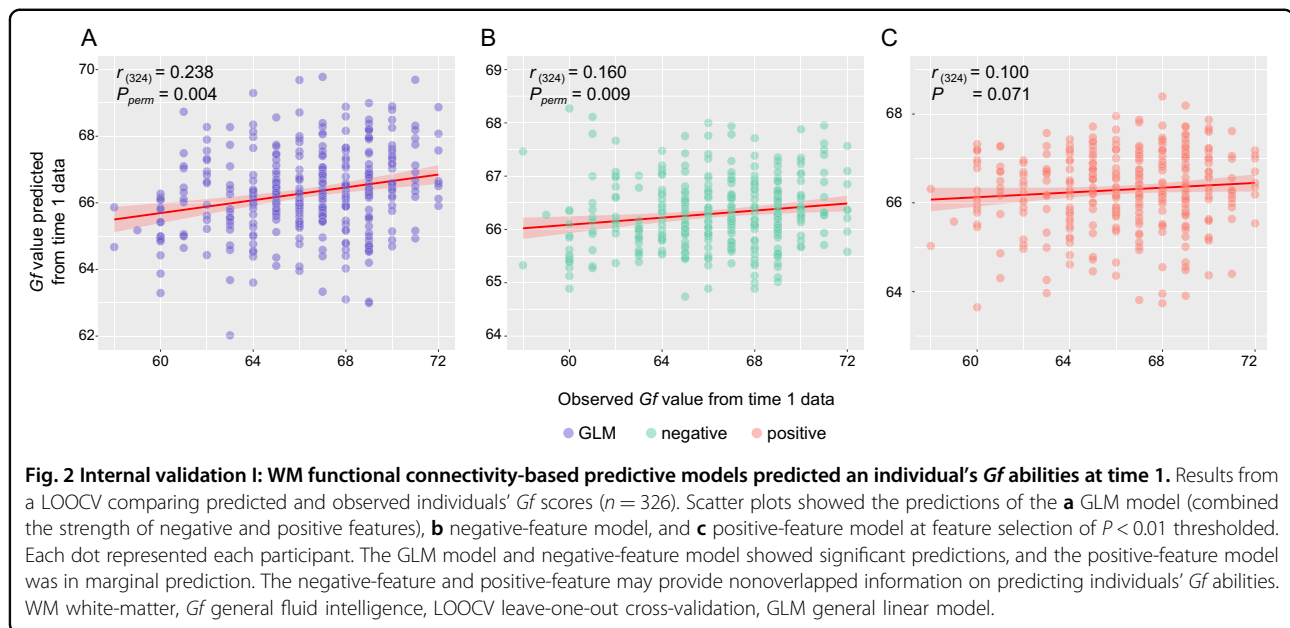 A
B
C
r(324) = 0.238
Pperm = 0.004
r(324) = 0.160
Pperm = 0.009
r(324) = 0.100
P = 0.071
70
68
66
64
62
69
68
67
66
65
64
68
66
64
Gf value predicted
from time 1 data
60 64 68 72
60 64 68 72
60 64 68 72
Observed Gf value from time 1 data
GLM negative positive
Fig. 2 Internal validation I: WM functional connectivity-based predictive models predicted an individual's Gf abilities at time 1. Results from
a LOOCV comparing predicted and observed individuals' Gf scores (n = 326). Scatter plots showed the predictions of the a GLM model (combined
the strength of negative and positive features), b negative-feature model, and c positive-feature model at feature selection of P < 0.01 thresholded.
Each dot represented each participant. The GLM model and negative-feature model showed significant predictions, and the positive-feature model
was in marginal prediction. The negative-feature and positive-feature may provide nonoverlapped information on predicting individuals' Gf abilities.
WM white-matter, Gf general fluid intelligence, LOOCV leave-one-out cross-validation, GLM general linear model.